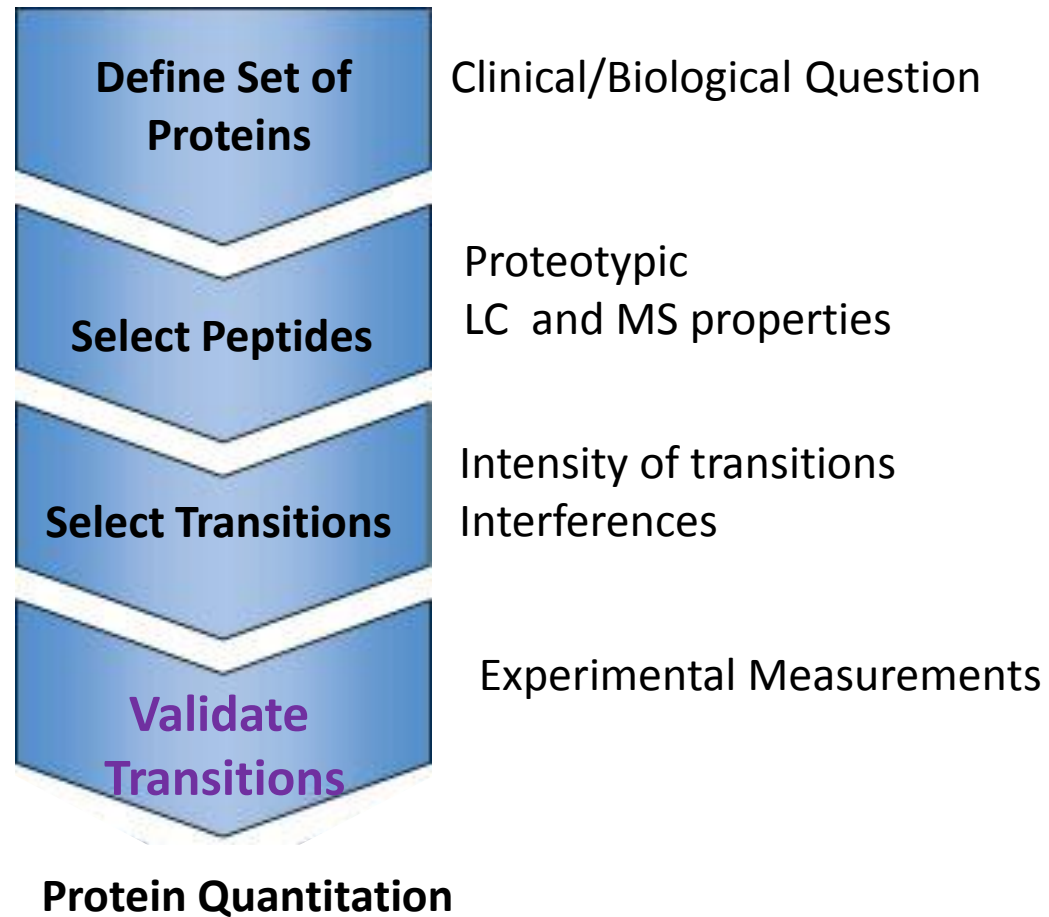 Define Set of
Proteins
Clinical/Biological Question
Select Peptides
Proteotypic
LC and MS properties
Select Transitions
Intensity of transitions
Interferences
Validate
Transitions
Experimental Measurements
Protein Quantitation